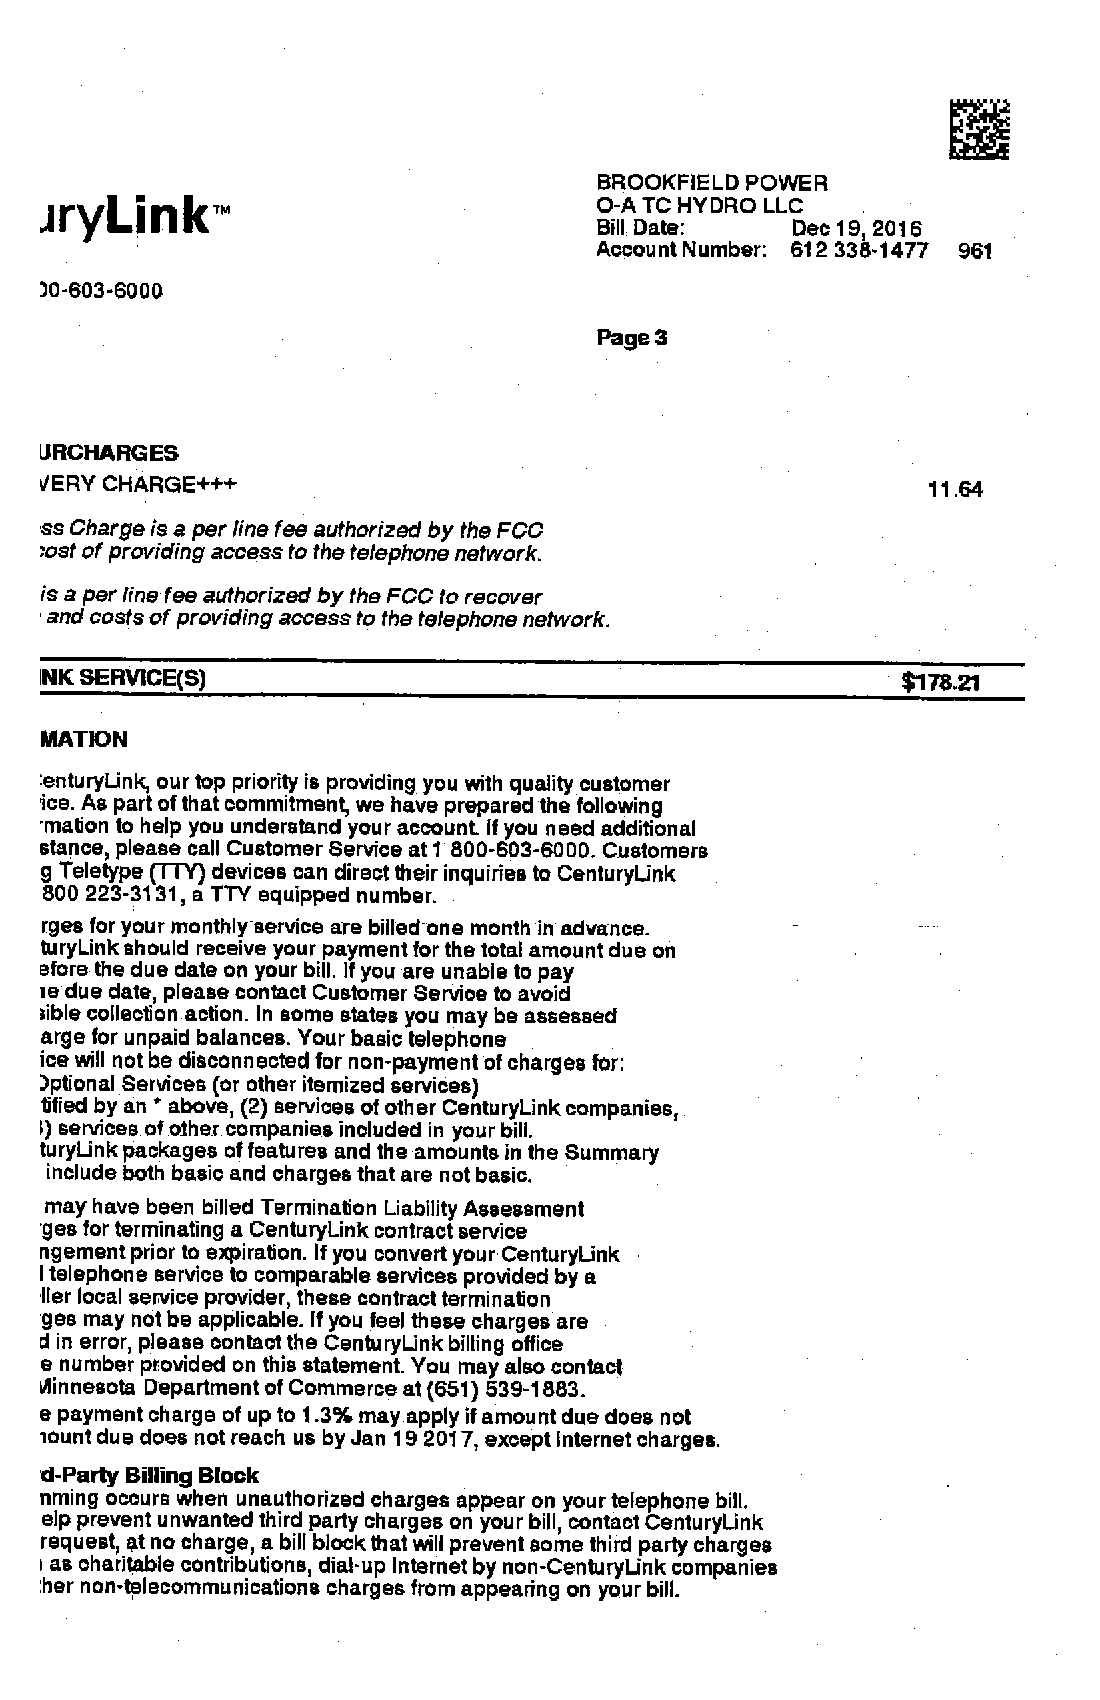 uryLink™
BROOKFIELD POWER
O-A TC HYDRO LLC
Bill Date: Dec 19, 2016
Account Number: 612 338-1477 961
00-603-6000
Page 3
URCHARGES
VERY CHARGE+++ 11.64
ss Charge is a per line fee authorized by the FCC
cost of providing access to the telephone network.
is a per line fee authorized by the FCC to recover
and costs of providing access to the telephone network.
INK SERVICE(S) $178.21
MATION
CenturyLink, our top priority is providing you with quality customer
ice. As part of that commitment, we have prepared the following
rmation to help you understand your account. If you need additional
stance, please call Customer Service at 1 800-603-6000. Customers
g Teletype (TTY) devices can direct their inquiries to CenturyLink
800 223-3131, a TTY equipped number.
rges for your monthly service are billed one month in advance.
turyLink should receive your payment for the total amount due on
efore the due date on your bill. If you are unable to pay
ne due date, please contact Customer Service to avoid
sible collection action. In some states you may be assessed
arge for unpaid balances. Your basic telephone
ice will not be disconnected for non-payment of charges for:
Optional Services (or other itemized services)
tified by an * above, (2) services of other CenturyLink companies,
) services of other companies included in your bill.
turyLink packages of features and the amounts in the Summary
include both basic and charges that are not basic.
may have been billed Termination Liability Assessment
ges for terminating a CenturyLink contract service
ngement prior to expiration. If you convert your CenturyLink
l telephone service to comparable services provided by a
ller local service provider, these contract termination
ges may not be applicable. If you feel these charges are
d in error, please contact the CenturyLink billing office
e number provided on this statement. You may also contact
Minnesota Department of Commerce at (651) 539-1883.
e payment charge of up to 1.3% may apply if amount due does not
nount due does not reach us by Jan 19 2017, except Internet charges.
d-Party Billing Block
mming occurs when unauthorized charges appear on your telephone bill.
elp prevent unwanted third party charges on your bill, contact CenturyLink
request, at no charge, a bill block that will prevent some third party charges
as charitable contributions, dial-up Internet by non-CenturyLink companies
her non-telecommunications charges from appearing on your bill.